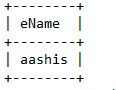 +--------+
| eName  |
+--------+
| aashis |
+--------+